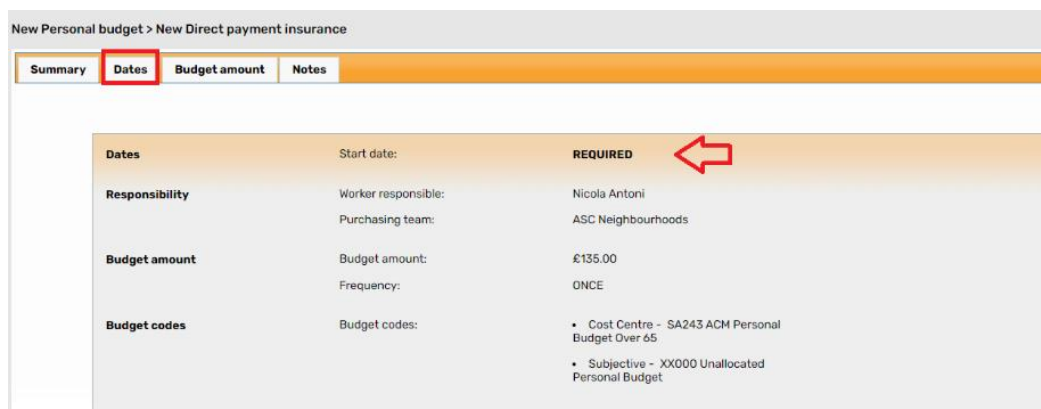 New Personal budget > New Direct payment insurance
Summary Dates Budget amount Notes
Dates Start date: REQUIRED
Responsibility Worker responsible: Nicola Antoni
Purchasing team: ASC Neighbourhoods
Budget amount Budget amount: £135.00
Frequency: ONCE
Budget codes Budget codes: • Cost Centre - SA243 ACM Personal
Budget Over 65
• Subjective - XX000 Unallocated
Personal Budget